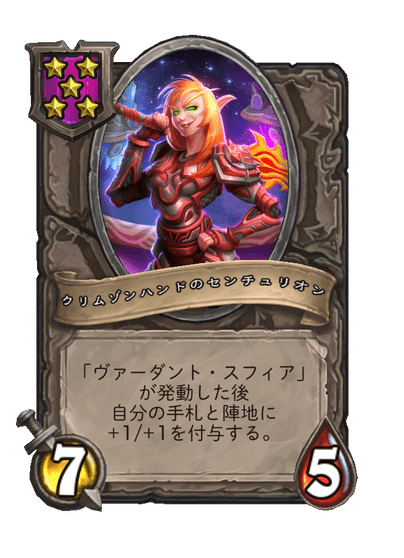 クリムゾンハンドのセンチュリオン
「ヴァーダント・スフィア」
が発動した後
自分の手札と陣地に
+1/+1を付与する。
7
5